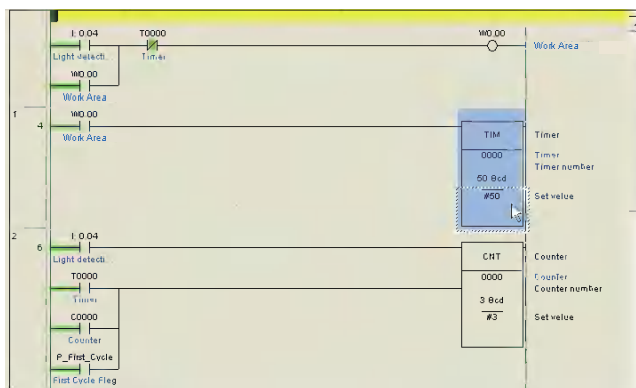 I: 0.04 T0000 W0.00
Light detecti. Timer Work Area
W0.00
Work Area
1
4
W0.00
Work Area
TIM Timer
0000 Timer
Timer number
50 Bcd
#50 Set value
2
6
I: 0.04
Light detecti.
CNT Counter
T0000
Timer
0000 Counter
Counter number
3 Bcd
C0000
Counter
#3 Set value
P_First_Cycle
First Cycle Flag